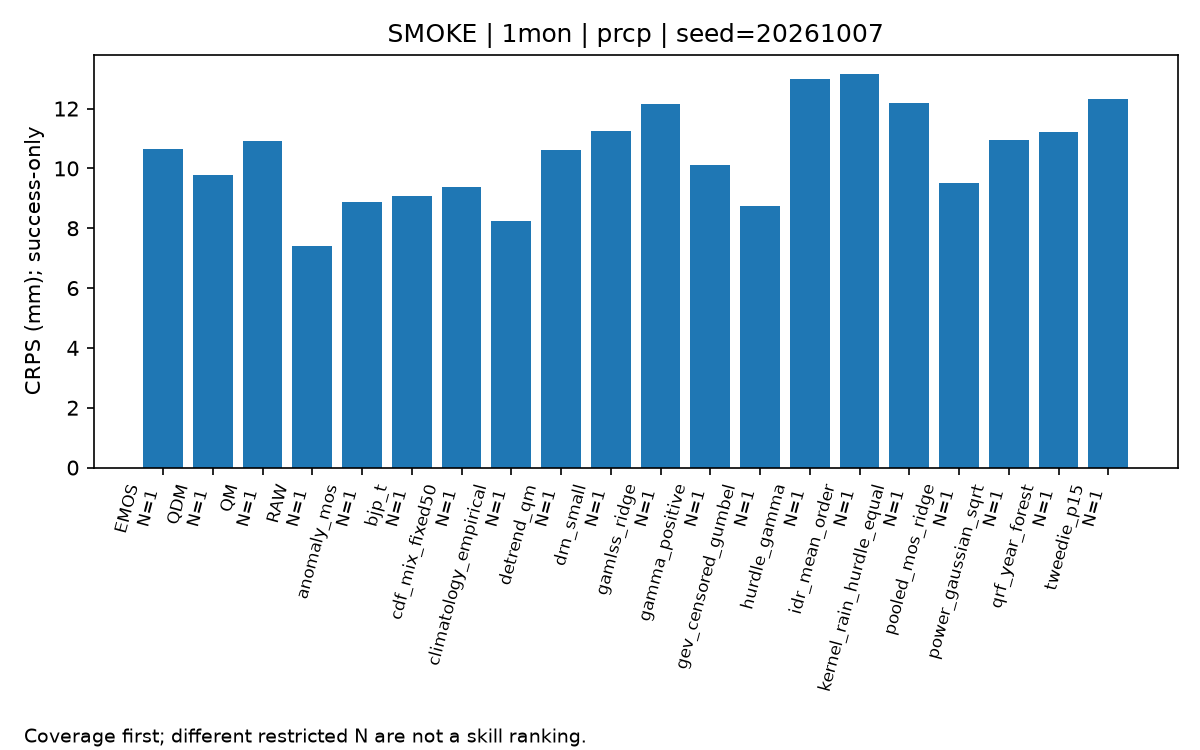 SMOKE | 1mon | prcp | seed=20261007
CRPS (mm); success-only
12
10
8
6
4
2
0
EMOS
N=1
QDM
N=1
QM
N=1
RAW
N=1
anomaly_mos
N=1
bjp_t
N=1
cdf_mix_fixed50
N=1
climatology_empirical
N=1
detrend_qm
N=1
drn_small
N=1
gamlss_ridge
N=1
gamma_positive
N=1
gev_censored_gumbel
N=1
hurdle_gamma
N=1
idr_mean_order
N=1
kernel_rain_hurdle_equal
N=1
pooled_mos_ridge
N=1
power_gaussian_sqrt
N=1
qrf_year_forest
N=1
tweedie_p15
N=1
Coverage first; different restricted N are not a skill ranking.